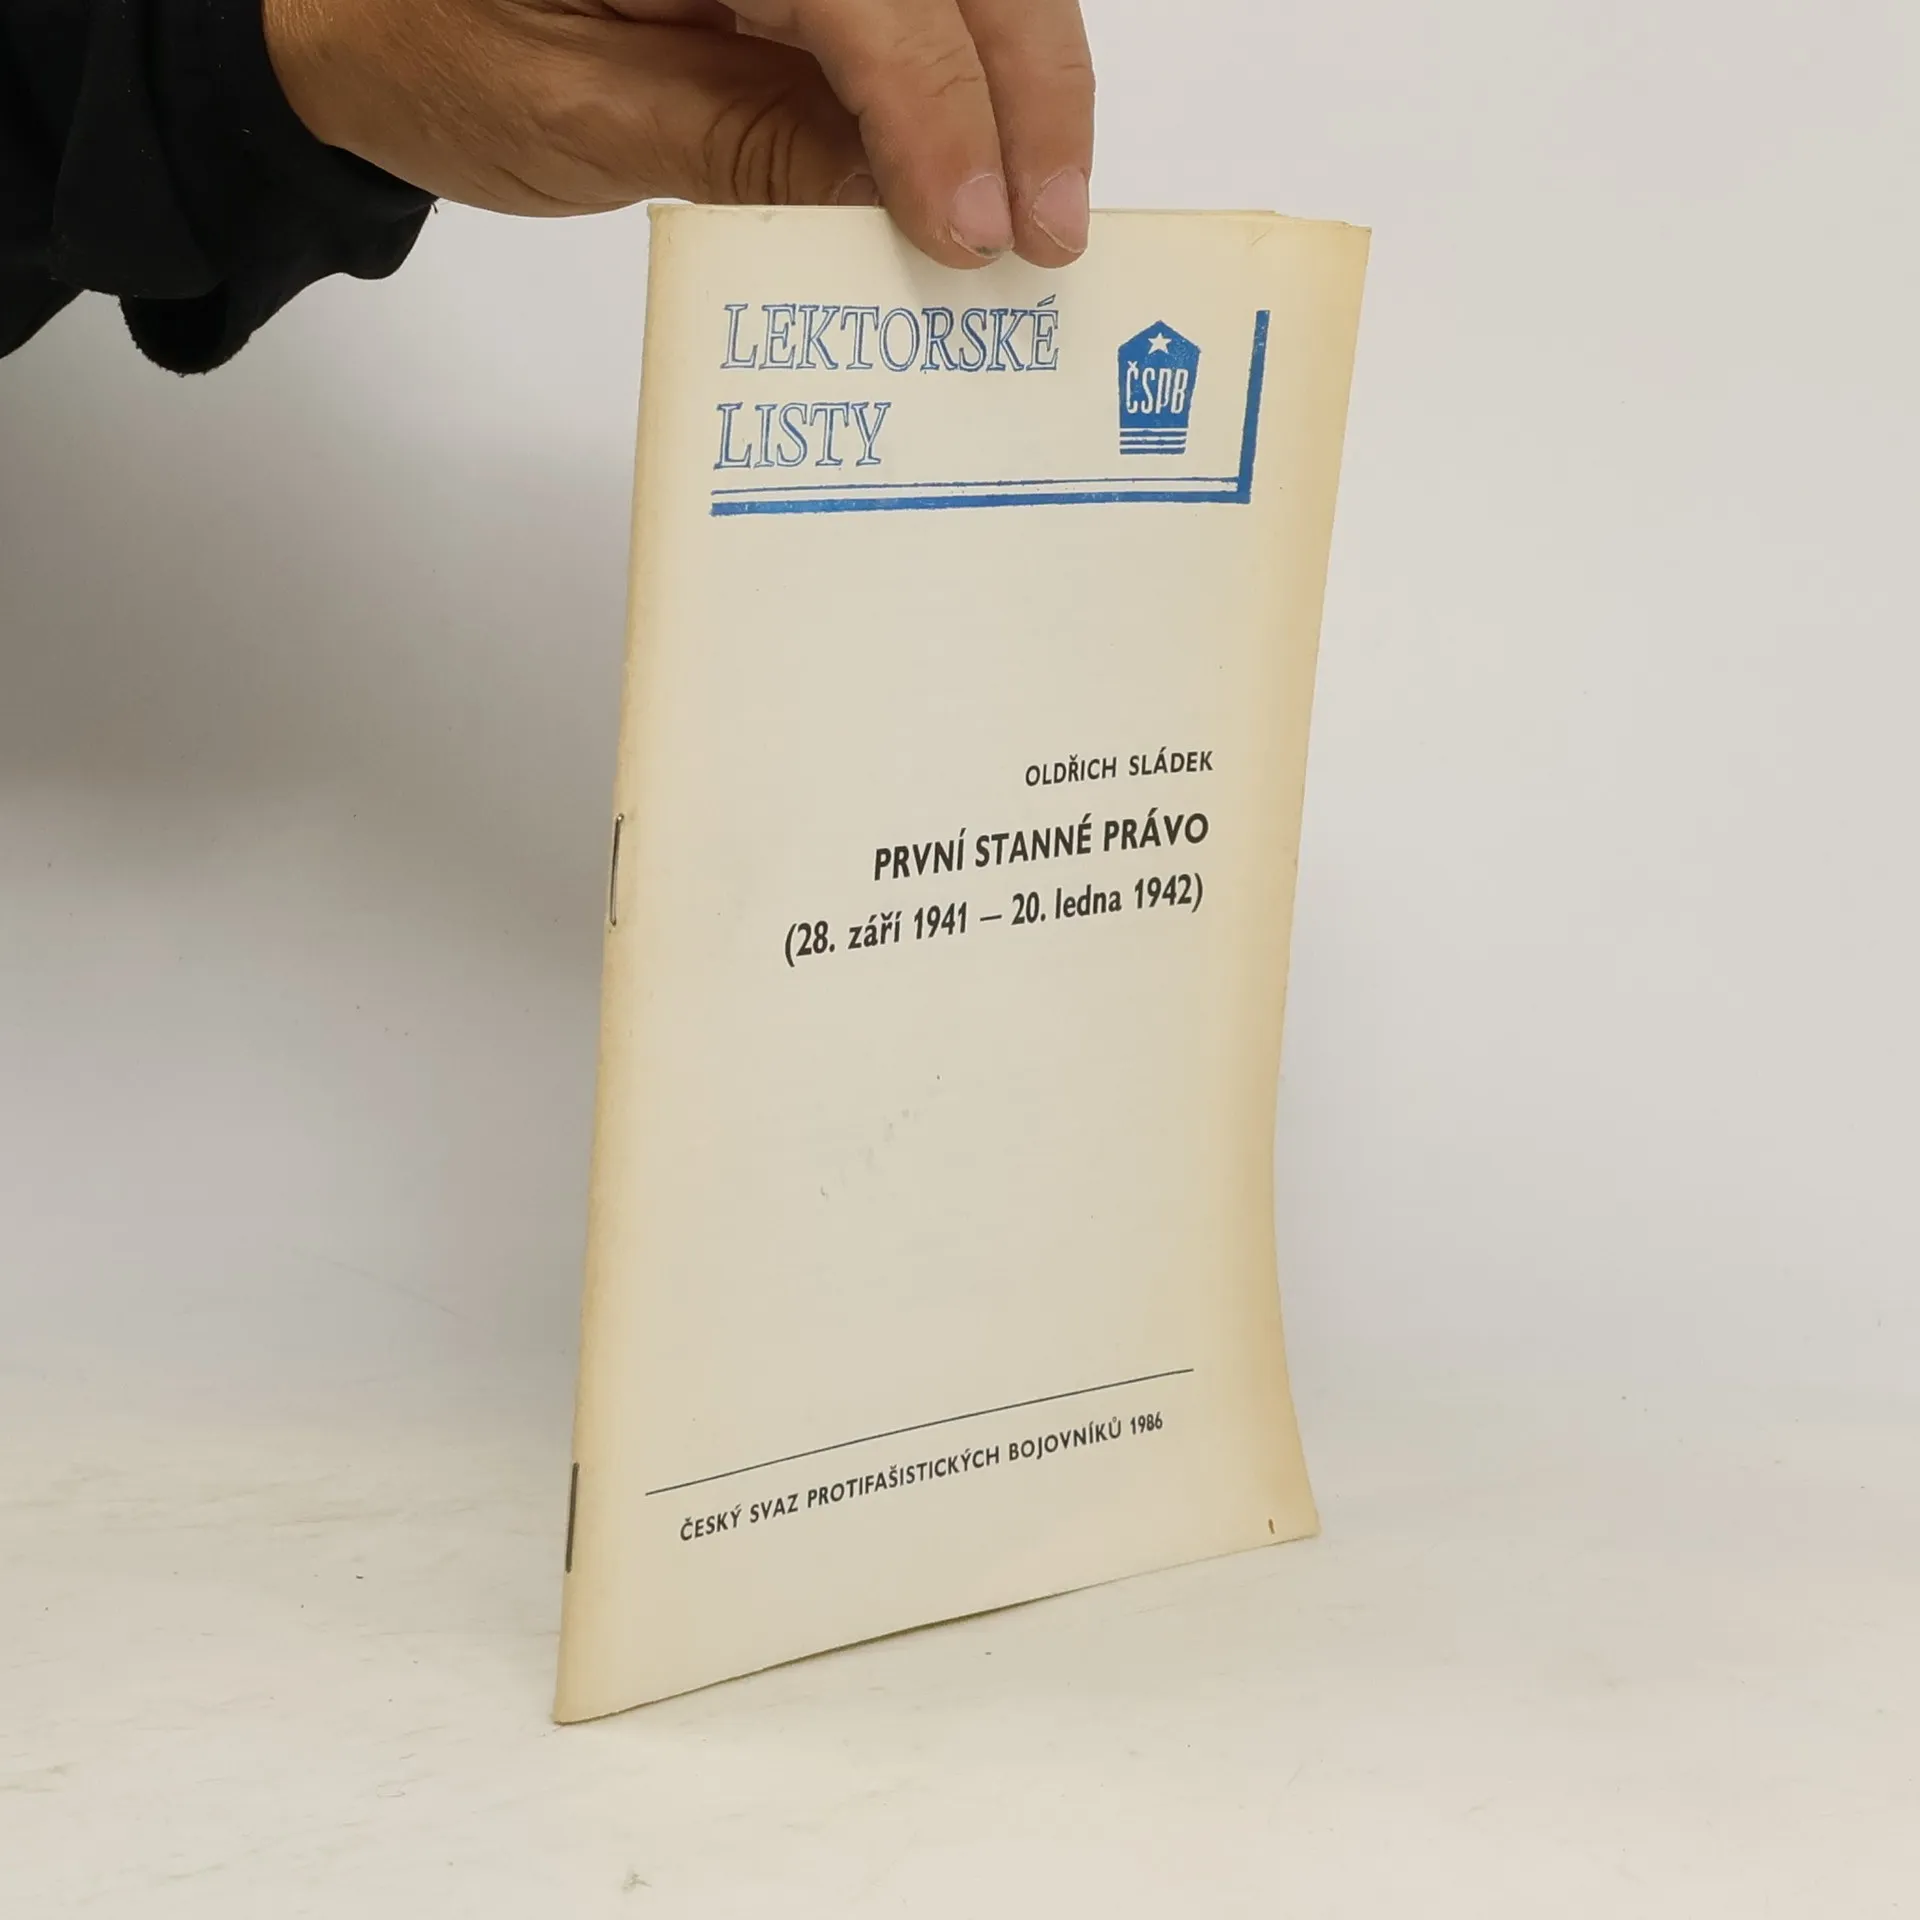 LEKTORSKÉ
LISTY
ČSPB
OLDŘICH SLÁDEK
PRVNÍ STANNÉ PRÁVO
(28. září 1941 — 20. ledna 1942)
ČESKÝ SVAZ PROTIFAŠISTICKÝCH BOJOVNÍKŮ 1986